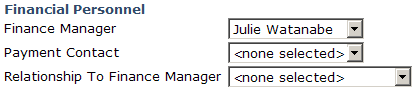 Financial Personnel
Finance Manager Julie Watanabe
Payment Contact <none selected>
Relationship To Finance Manager <none selected>